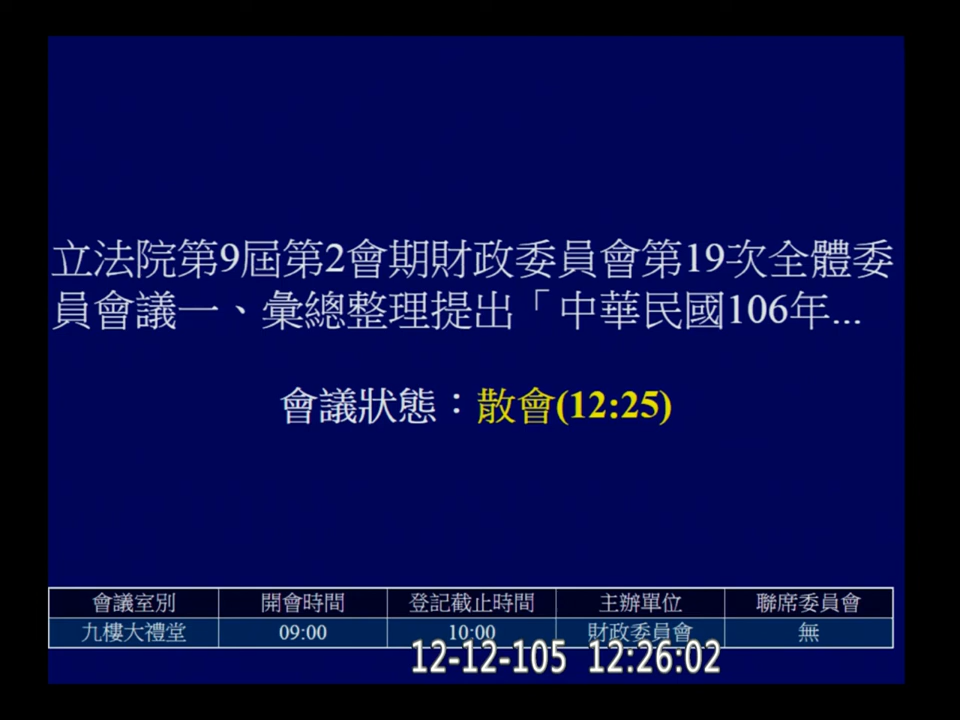 立法院第9屆第2會期財政委員會第19次全體委
員會議一、彙總整理提出「中華民國106年...
會議狀態：散會(12:25)
會議室別 開會時間 登記截止時間 主辦單位 聯席委員會
九樓大禮堂 09:00 10:00 財政委員會 無
12-12-105 12:26:02